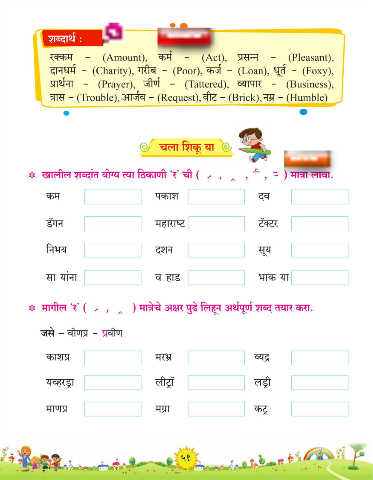 शब्दार्थ :
रक्कम – (Amount), कर्म – (Act), प्रसन्न – (Pleasant),
दानधर्म – (Charity), गरीब – (Poor), कर्ज – (Loan), धूर्त – (Foxy),
प्रार्थना – (Prayer), जीर्ण – (Tattered), व्यापार – (Business),
त्रास – (Trouble), आर्जव – (Request), वीट – (Brick), नम्र – (Humble)
चला शिकू या
खालील शब्दांत योग्य त्या ठिकाणी 'र' ची ( ) मात्रा लावा.
कम पकाश दव
डॅगन महाराष्ट टॅक्टर
निभय दशन सूय
सा यांना व हाड भाक या
मागील 'र' ( ) मात्रेचे अक्षर पुढे लिहून अर्थपूर्ण शब्द तयार करा.
जसे – वीणप्र – प्रवीण
काशप्र मरभ्र व्यद्र
यव्हरड्रा लीट्रॉ लड्री
माणप्र मग्रा कट्र
५१